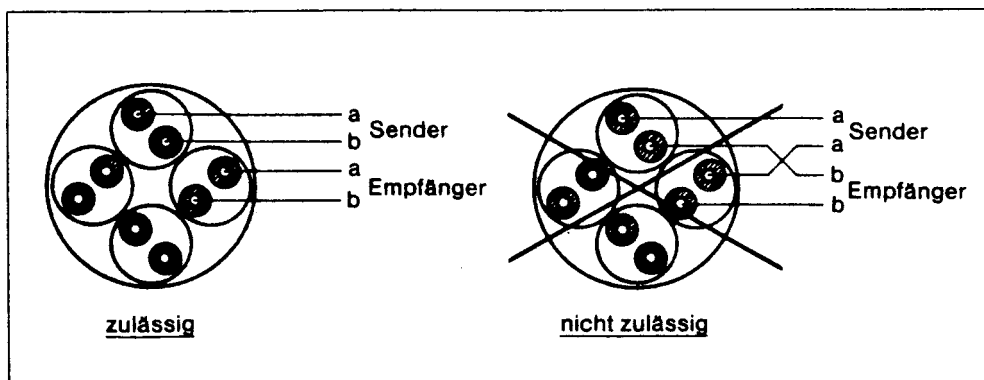 a
Sender
b
a
Empfänger
b
zulässig
a
Sender
a
b
Empfänger
b
nicht zulässig